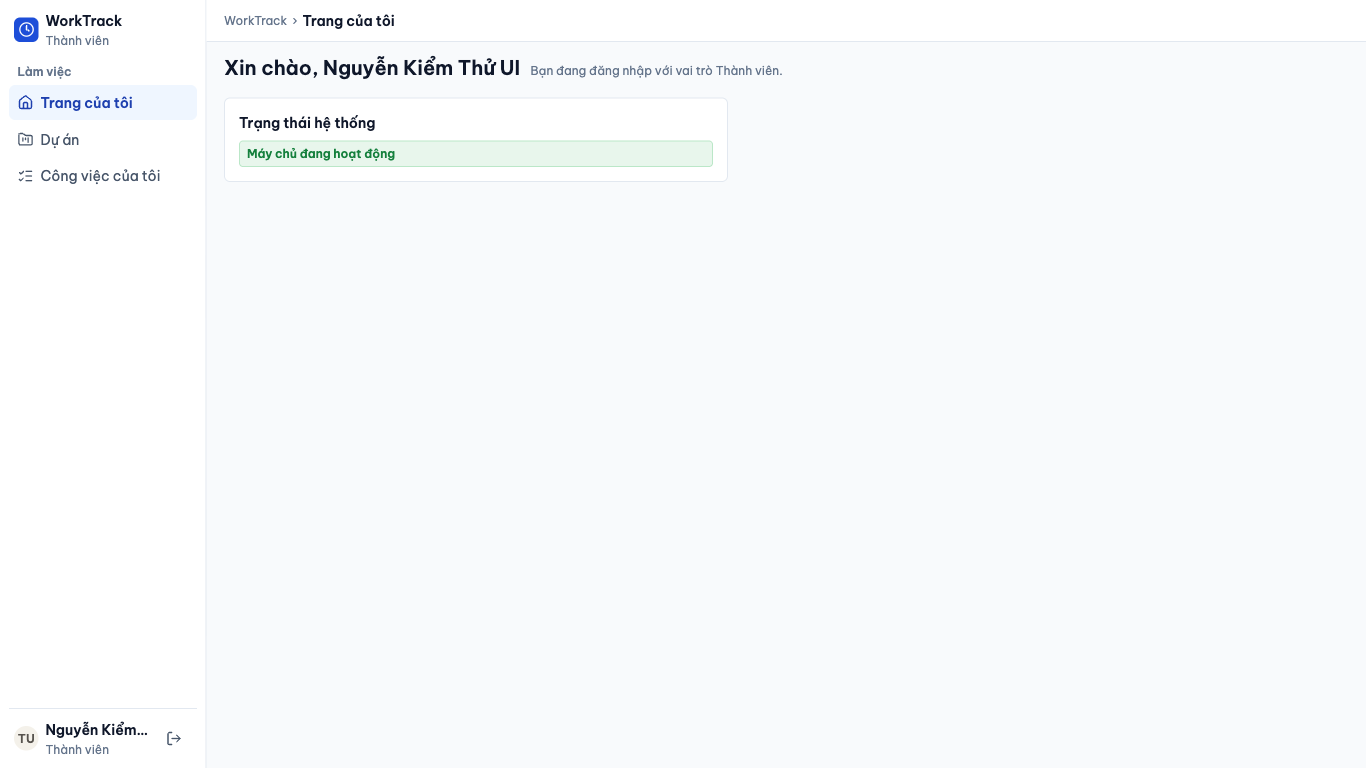 WorkTrack
Thành viên
Làm việc
Trang của tôi
Dự án
Công việc của tôi
Nguyễn Kiểm...
TU
Thành viên
WorkTrack › Trang của tôi
Xin chào, Nguyễn Kiểm Thử UI Bạn đang đăng nhập với vai trò Thành viên.
Trạng thái hệ thống
Máy chủ đang hoạt động